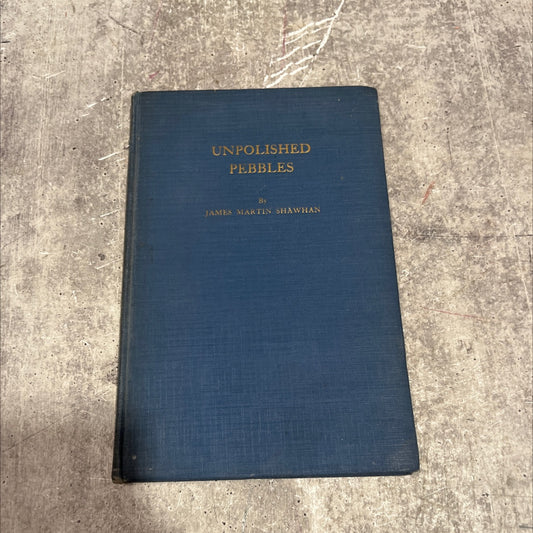 UNPOLISHED
PEBBLES
By
JAMES MARTIN SHAWHAN